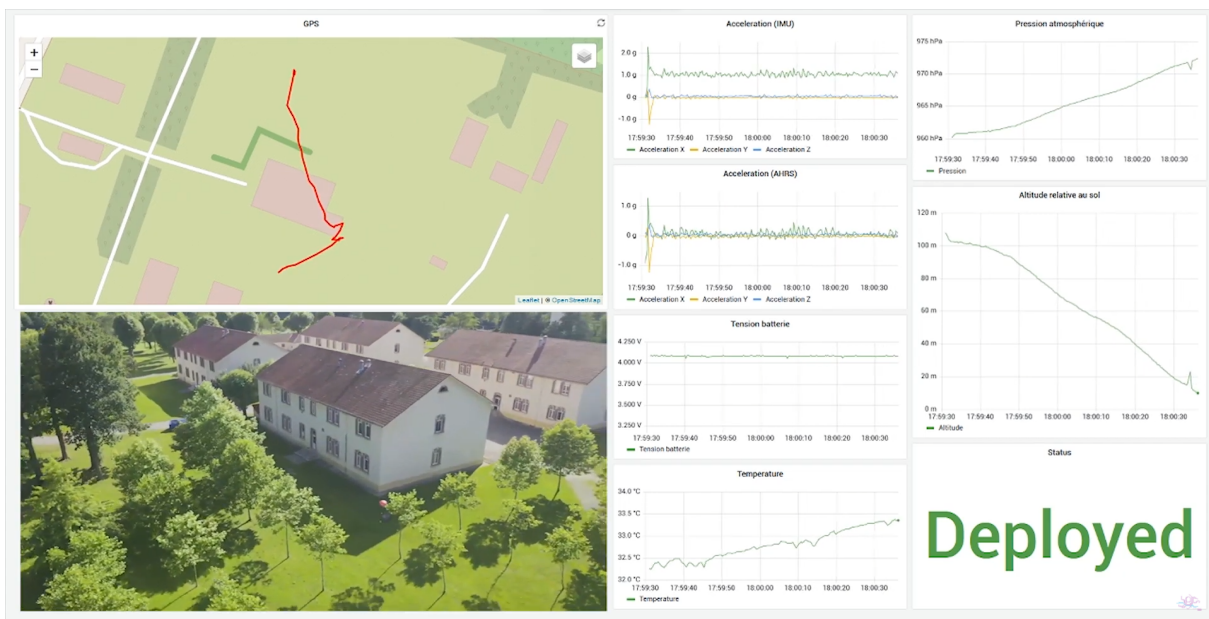 GPS
+
−
Leaflet | © OpenStreetMap
Acceleration (IMU)
2.0 g
1.0 g
0 g
-1.0 g
17:59:30 17:59:40 17:59:50 18:00:00 18:00:10 18:00:20 18:00:30
Acceleration X Acceleration Y Acceleration Z
Acceleration (AHRS)
1.0 g
0 g
-1.0 g
17:59:30 17:59:40 17:59:50 18:00:00 18:00:10 18:00:20 18:00:30
Acceleration X Acceleration Y Acceleration Z
Tension batterie
4.250 V
4.000 V
3.750 V
3.500 V
3.250 V
17:59:30 17:59:40 17:59:50 18:00:00 18:00:10 18:00:20 18:00:30
Tension batterie
Temperature
34.0 °C
33.5 °C
33.0 °C
32.5 °C
32.0 °C
17:59:30 17:59:40 17:59:50 18:00:00 18:00:10 18:00:20 18:00:30
Temperature
Pression atmosphérique
975 hPa
970 hPa
965 hPa
960 hPa
17:59:30 17:59:40 17:59:50 18:00:00 18:00:10 18:00:20 18:00:30
Pression
Altitude relative au sol
120 m
100 m
80 m
60 m
40 m
20 m
0 m
17:59:30 17:59:40 17:59:50 18:00:00 18:00:10 18:00:20 18:00:30
Altitude
Status
Deployed